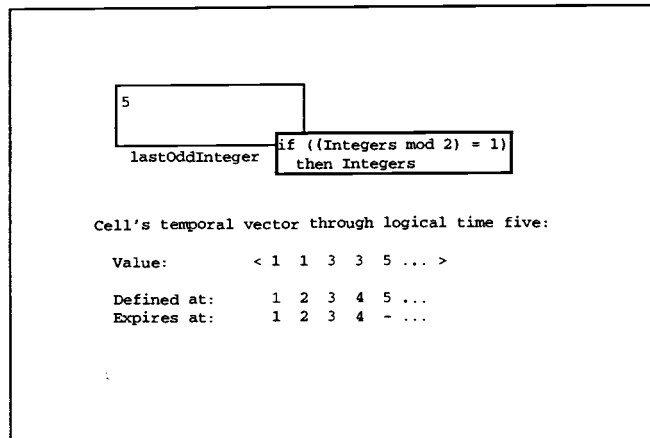 5
lastOddInteger
if ((Integers mod 2) = 1)
then Integers
Cell's temporal vector through logical time five:
Value: < 1 1 3 3 5 ... >
Defined at: 1 2 3 4 5 ...
Expires at: 1 2 3 4 - ...